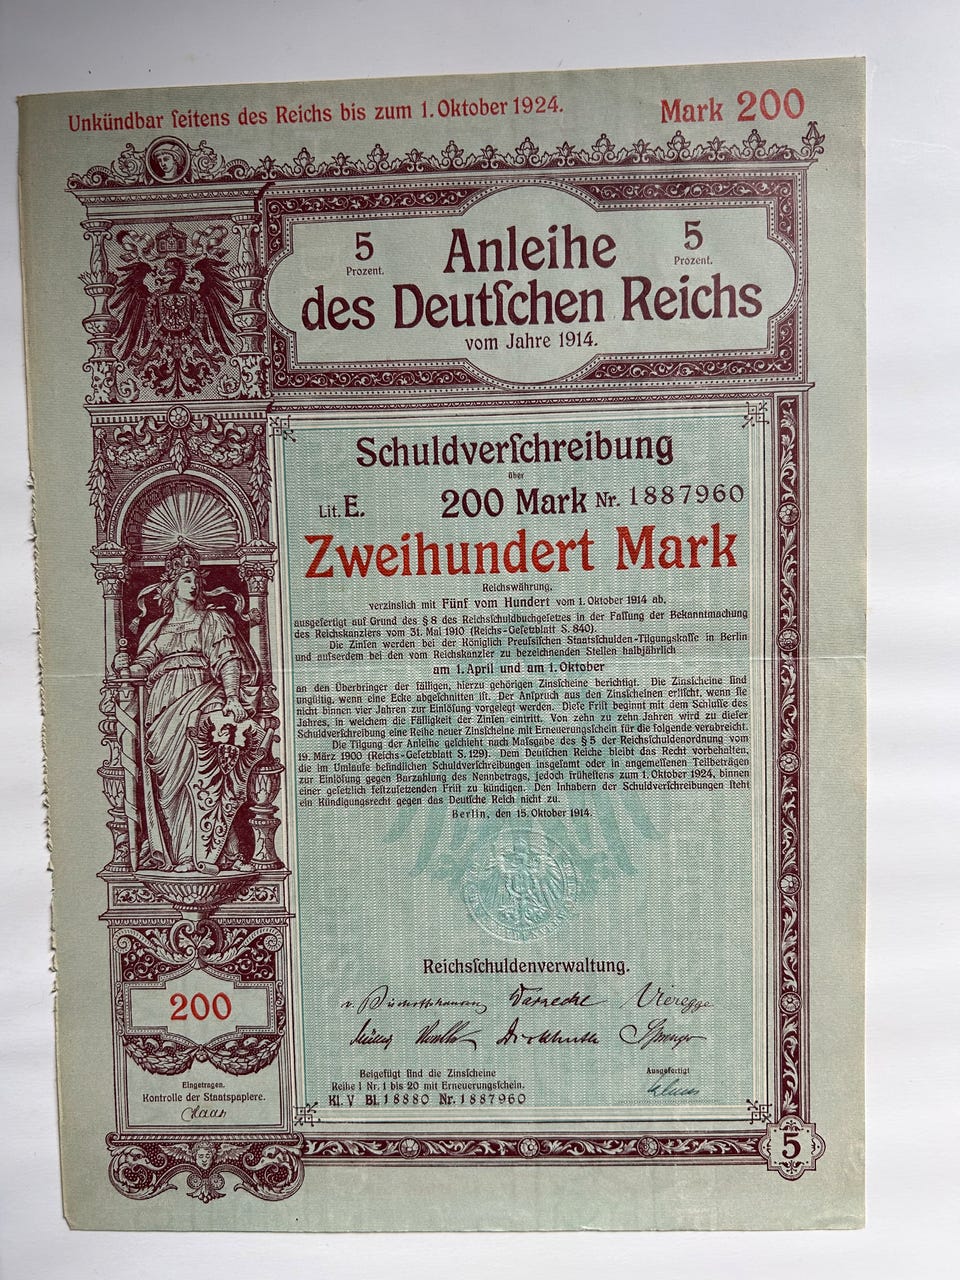 Unkündbar ſeitens des Reichs bis zum 1. Oktober 1924.
Mark 200
5 Prozent.
Anleihe
5 Prozent.
des Deutſchen Reichs
vom Jahre 1914.
Schuldverſchreibung
über
Lit. E. 200 Mark Nr. 1887960
Zweihundert Mark
Reichswährung,
verzinslich mit Fünf vom Hundert vom 1. Oktober 1914 ab,
ausgefertigt auf Grund des § 8 des Reichsſchuldbuchgeſetzes in der Faſſung der Bekanntmachung
des Reichskanzlers vom 31. Mai 1910 (Reichs-Geſetzblatt S. 840).
Die Zinſen werden bei der Königlich Preuſsiſchen Staatsſchulden-Tilgungskaſſe in Berlin
und auſserdem bei den vom Reichskanzler zu bezeichnenden Stellen halbjährlich
am 1. April und am 1. Oktober
an den Überbringer der fälligen, hierzu gehörigen Zinsſcheine berichtigt. Die Zinsſcheine ſind
ungültig, wenn eine Ecke abgeſchnitten iſt. Der Anſpruch aus den Zinsſcheinen erliſcht, wenn ſie
nicht binnen vier Jahren zur Einlöſung vorgelegt werden. Dieſe Friſt beginnt mit dem Schluſſe des
Jahres, in welchem die Fälligkeit der Zinſen eintritt. Von zehn zu zehn Jahren wird zu dieſer
Schuldverſchreibung eine Reihe neuer Zinsſcheine mit Erneuerungsſchein für die folgende verabreicht.
Die Tilgung der Anleihe geſchieht nach Maſsgabe des § 5 der Reichsſchuldenordnung vom
19. März 1900 (Reichs-Geſetzblatt S. 129). Dem Deutſchen Reiche bleibt das Recht vorbehalten,
die im Umlaufe befindlichen Schuldverſchreibungen insgeſamt oder in angemeſſenen Teilbeträgen
zur Einlöſung gegen Barzahlung des Nennbetrags, jedoch früheſtens zum 1. Oktober 1924, binnen
einer geſetzlich feſtzuſetzenden Friſt zu kündigen. Den Inhabern der Schuldverſchreibungen ſteht
ein Kündigungsrecht gegen das Deutſche Reich nicht zu.
Berlin, den 15. Oktober 1914.
Reichsſchuldenverwaltung.
Vieregge
200
Eingetragen.
Kontrolle der Staatspapiere.
Beigefügt ſind die Zinsſcheine
Reihe I Nr. 1 bis 20 mit Erneuerungsſchein.
Kl. V Bl. 18880 Nr. 1887960
Ausgefertigt
5